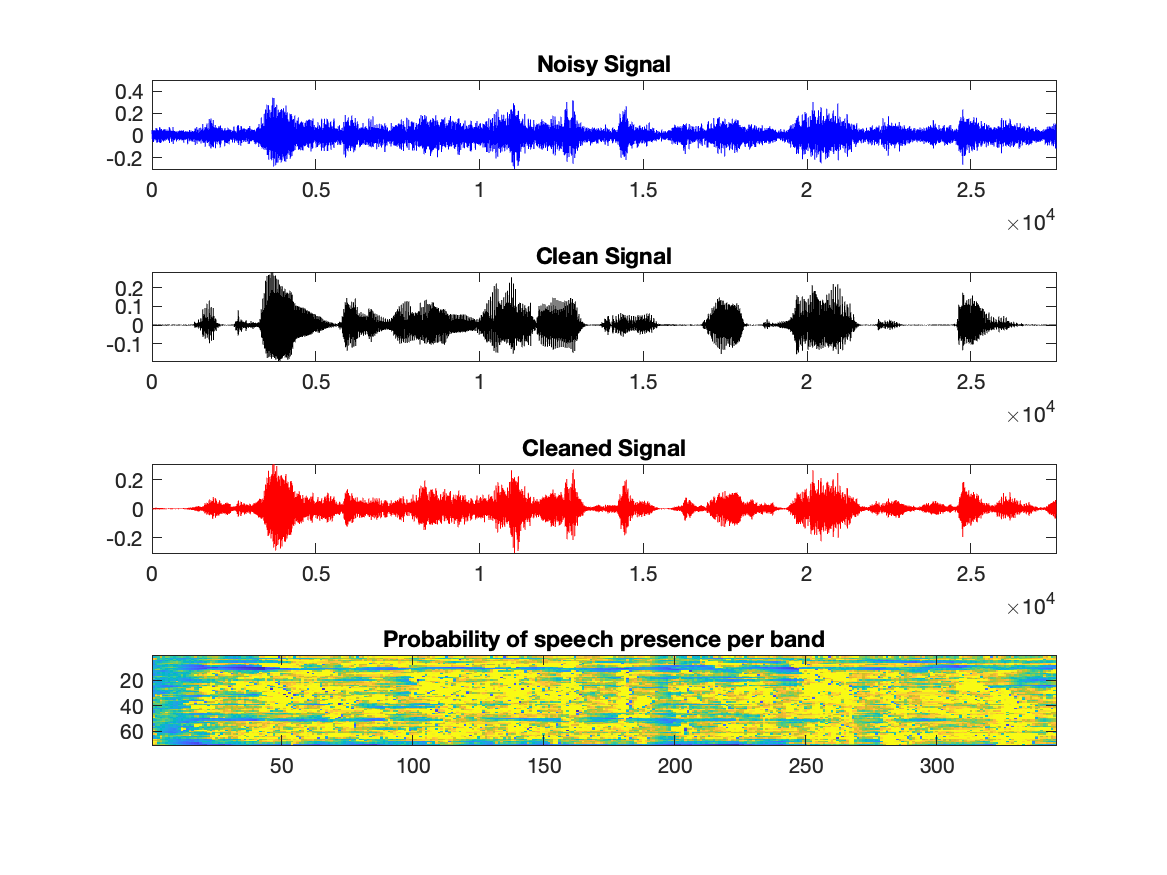 Noisy Signal
0.4
0.2
0
-0.2
0 0.5 1 1.5 2 2.5
×10^4
Clean Signal
0.2
0.1
0
-0.1
0 0.5 1 1.5 2 2.5
×10^4
Cleaned Signal
0.2
0
-0.2
0 0.5 1 1.5 2 2.5
×10^4
Probability of speech presence per band
20
40
60
50 100 150 200 250 300